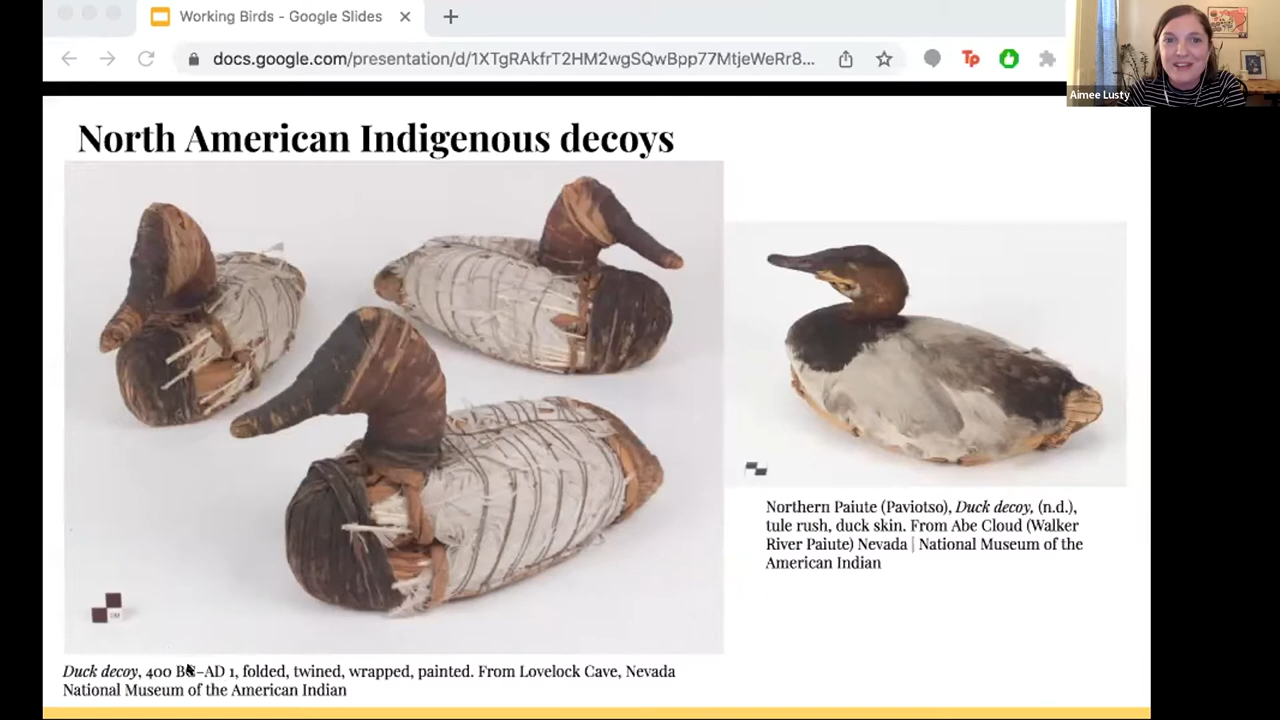 Working Birds - Google Slides
docs.google.com/presentation/d/1XTgRAkfrT2HM2wgSQwBpp77MtjeWeRr8...
Tp
Aimee Lusty
North American Indigenous decoys
Northern Paiute (Paviotso), Duck decoy, (n.d.),
tule rush, duck skin. From Abe Cloud (Walker
River Paiute) Nevada | National Museum of the
American Indian
Duck decoy, 400 BC–AD 1, folded, twined, wrapped, painted. From Lovelock Cave, Nevada
National Museum of the American Indian